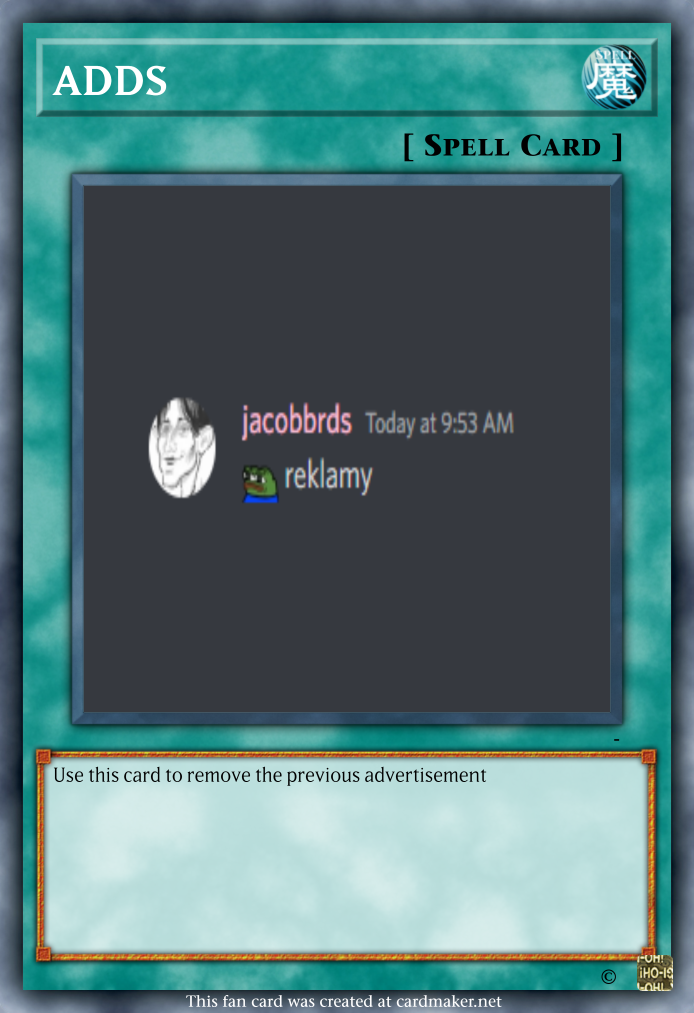 ADDS
SPELL
魔
[ SPELL CARD ]
jacobbrds Today at 9:53 AM
reklamy
-
Use this card to remove the previous advertisement
©
This fan card was created at cardmaker.net